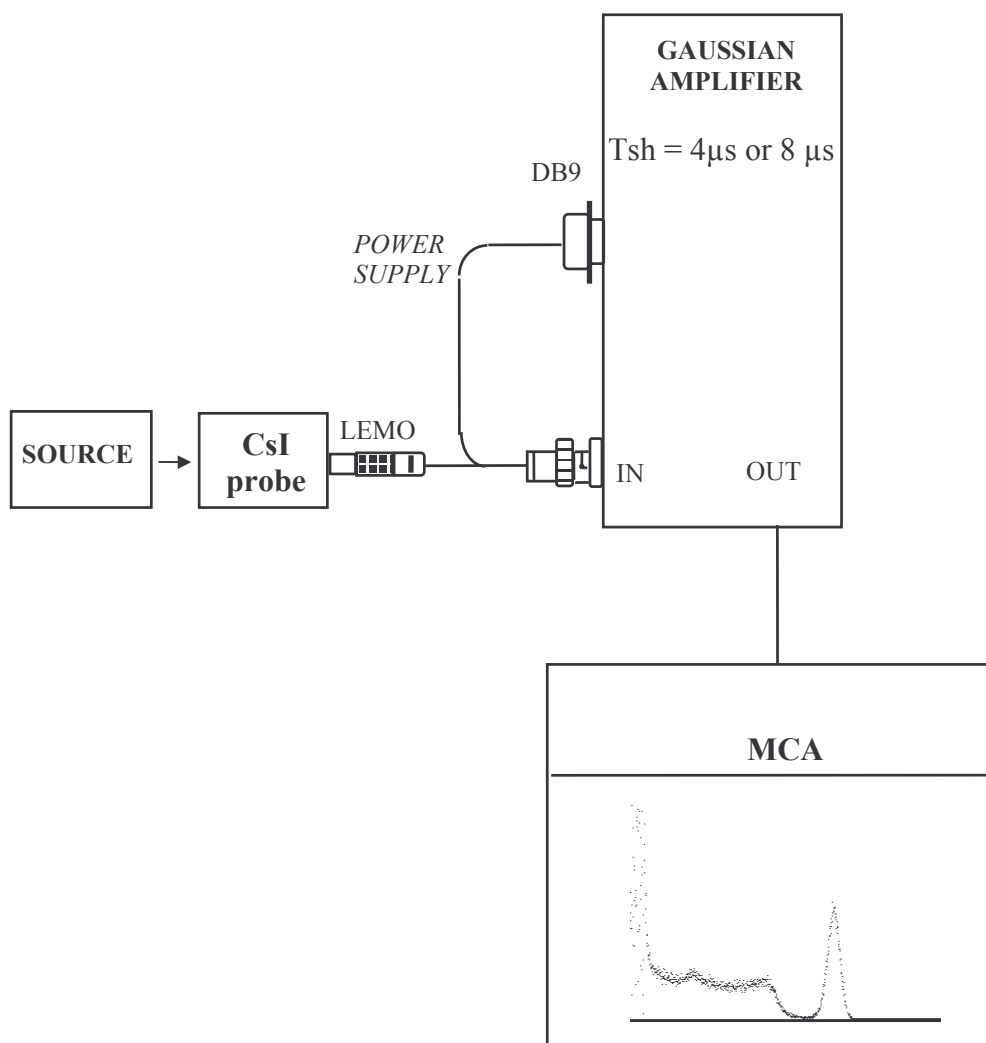 GAUSSIAN
AMPLIFIER
Tsh = 4µs or 8 µs
DB9
POWER
SUPPLY
SOURCE
CsI
probe
LEMO
IN
OUT
MCA